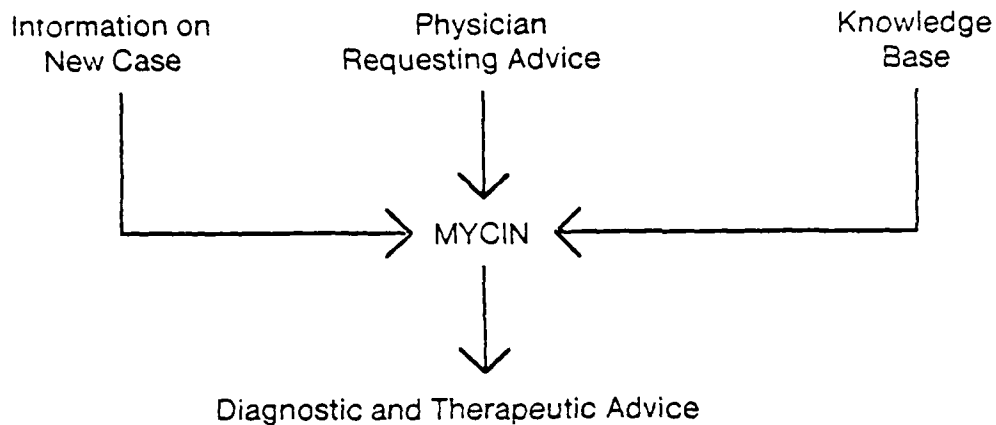 Information on
New Case
Physician
Requesting Advice
Knowledge
Base
MYCIN
Diagnostic and Therapeutic Advice